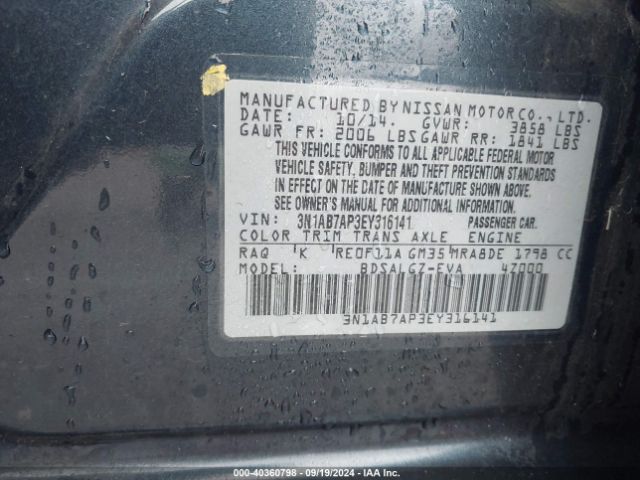 MANUFACTURED BY NISSAN MOTOR CO., LTD.
DATE: 10/14. GVWR: 3858 LBS
GAWR FR: 2006 LBS GAWR RR: 1841 LBS
THIS VEHICLE CONFORMS TO ALL APPLICABLE FEDERAL MOTOR
VEHICLE SAFETY, BUMPER AND THEFT PREVENTION STANDARDS
IN EFFECT ON THE DATE OF MANUFACTURE SHOWN ABOVE.
SEE OWNER'S MANUAL FOR ADDITIONAL INFORMATION.
VIN: 3N1AB7AP3EY316141 PASSENGER CAR.
COLOR TRIM TRANS AXLE ENGINE
RAQ K RE0F11A GM35 MRA8DE 1798 CC
MODEL: BDSALGZ-EVA 4Z000
3N1AB7AP3EY316141
000-40360798 - 09/19/2024 - IAA Inc.